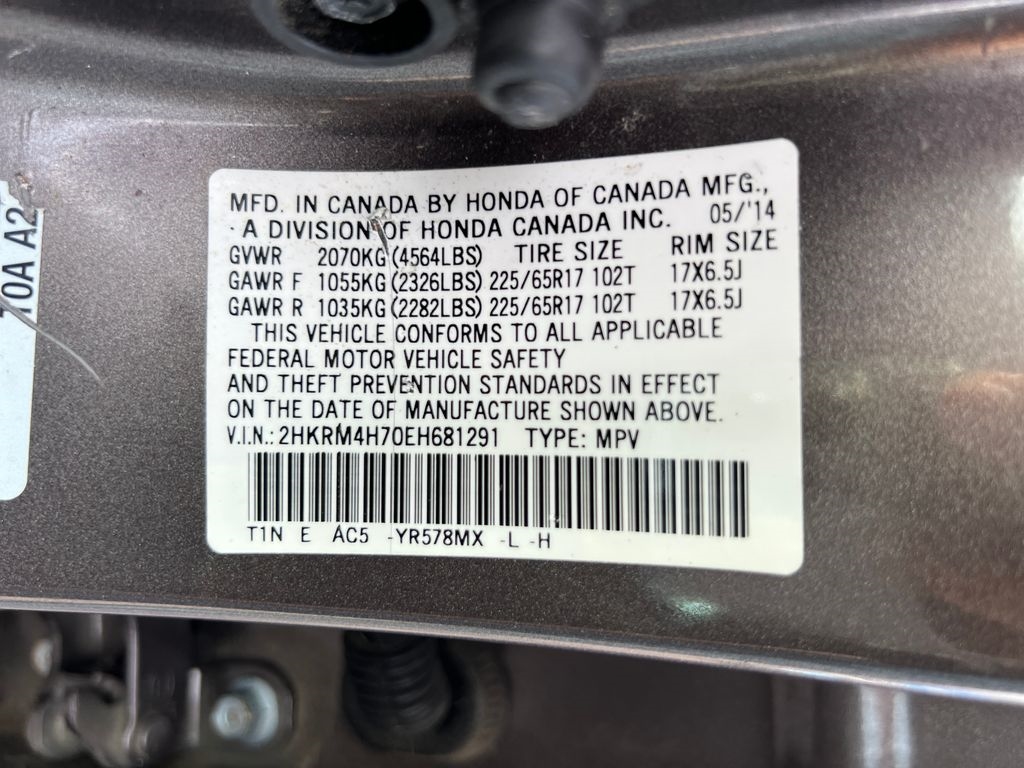 MFD. IN CANADA BY HONDA OF CANADA MFG.,
A DIVISION OF HONDA CANADA INC. 05/'14
GVWR 2070KG (4564LBS) TIRE SIZE RIM SIZE
GAWR F 1055KG (2326LBS) 225/65R17 102T 17X6.5J
GAWR R 1035KG (2282LBS) 225/65R17 102T 17X6.5J
THIS VEHICLE CONFORMS TO ALL APPLICABLE
FEDERAL MOTOR VEHICLE SAFETY
AND THEFT PREVENTION STANDARDS IN EFFECT
ON THE DATE OF MANUFACTURE SHOWN ABOVE.
V.I.N.: 2HKRM4H70EH681291 TYPE: MPV
T1N E AC5 -YR578MX -L -H
T0A A2